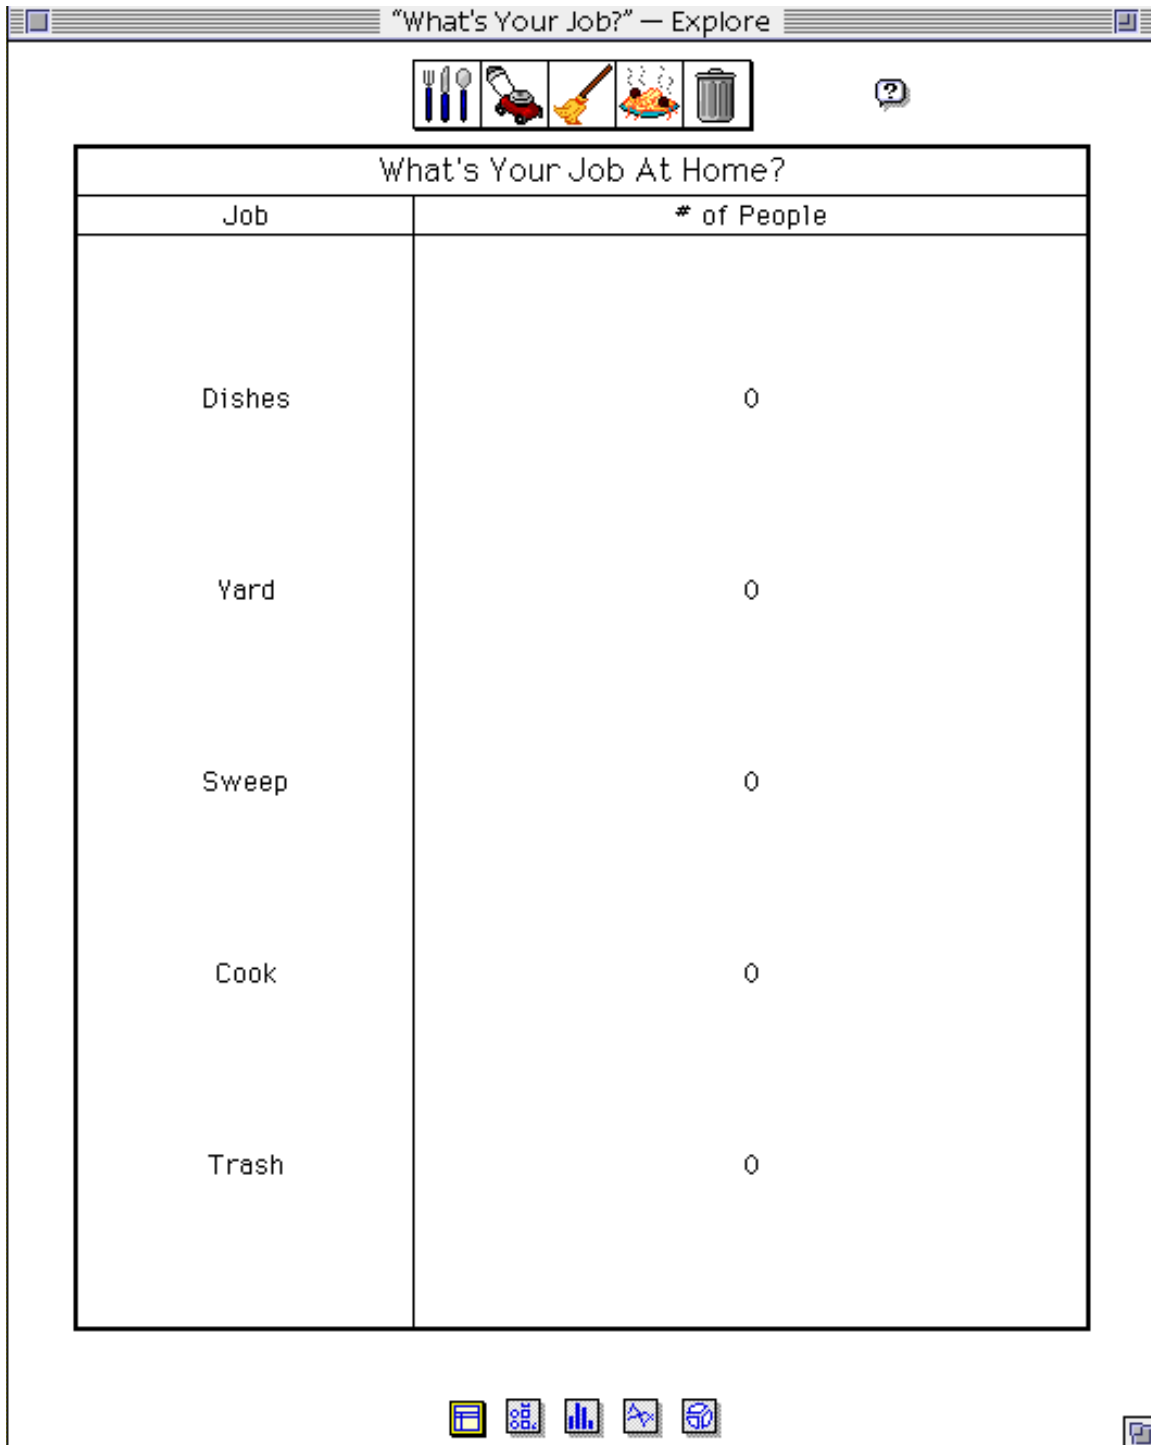 “What's Your Job?” — Explore
?
What's Your Job At Home?
Job # of People
Dishes 0
Yard 0
Sweep 0
Cook 0
Trash 0